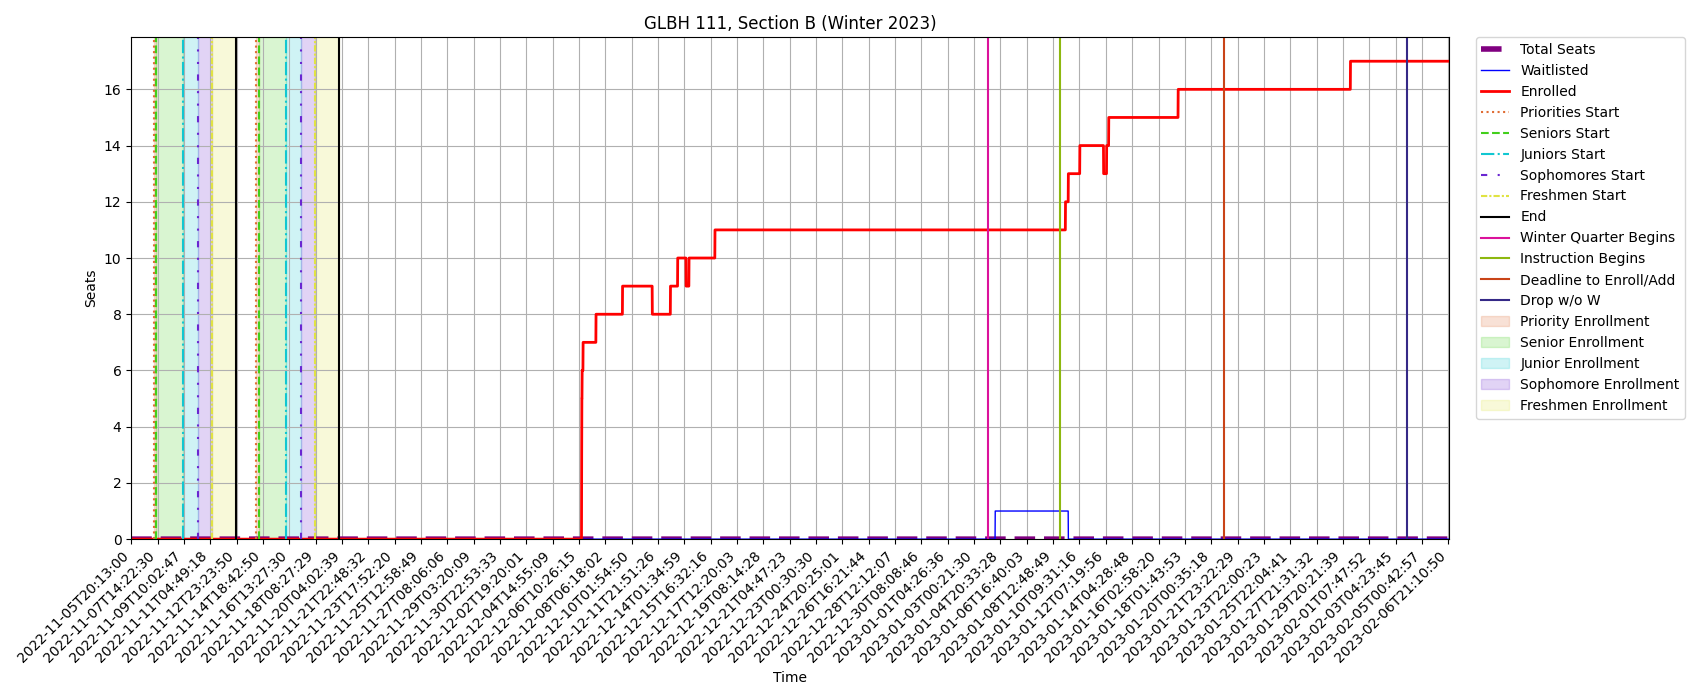 GLBH 111, Section B (Winter 2023)
Seats
16
14
12
10
8
6
4
2
0
2022-11-05T20:13:00
2022-11-07T14:22:30
2022-11-09T10:02:47
2022-11-11T04:49:18
2022-11-12T23:23:50
2022-11-14T18:42:50
2022-11-16T13:27:30
2022-11-18T08:27:29
2022-11-20T04:02:39
2022-11-21T22:48:32
2022-11-23T17:52:20
2022-11-25T12:58:49
2022-11-27T08:06:06
2022-11-29T03:20:09
2022-11-30T22:53:33
2022-12-02T19:20:01
2022-12-04T14:55:09
2022-12-06T10:26:15
2022-12-08T06:18:02
2022-12-10T01:54:50
2022-12-11T21:51:26
2022-12-14T01:34:59
2022-12-15T16:32:16
2022-12-17T12:20:03
2022-12-19T08:14:28
2022-12-21T04:47:23
2022-12-23T00:30:30
2022-12-24T20:25:01
2022-12-26T16:21:44
2022-12-28T12:12:07
2022-12-30T08:08:46
2023-01-01T04:26:30
2023-01-03T00:21:30
2023-01-04T20:33:28
2023-01-06T16:40:03
2023-01-08T12:48:49
2023-01-10T09:31:16
2023-01-12T07:19:56
2023-01-14T04:28:48
2023-01-16T02:58:20
2023-01-18T01:43:53
2023-01-20T00:35:18
2023-01-21T23:22:29
2023-01-23T22:00:23
2023-01-25T22:04:41
2023-01-27T21:31:32
2023-01-29T20:21:39
2023-02-01T07:47:52
2023-02-03T04:23:45
2023-02-05T00:42:57
2023-02-06T21:10:50
Time
Total Seats
Waitlisted
Enrolled
Priorities Start
Seniors Start
Juniors Start
Sophomores Start
Freshmen Start
End
Winter Quarter Begins
Instruction Begins
Deadline to Enroll/Add
Drop w/o W
Priority Enrollment
Senior Enrollment
Junior Enrollment
Sophomore Enrollment
Freshmen Enrollment